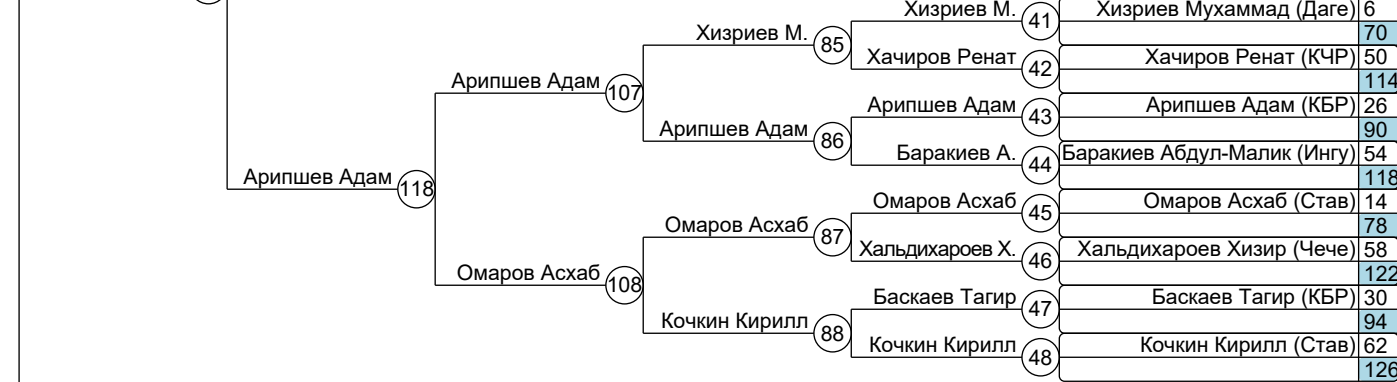 Хизриев М. 41 Хизриев Мухаммад (Даге) 6
Хизриев М. 85 70
Хачиров Ренат 42 Хачиров Ренат (КЧР) 50
Арипшев Адам 107 114
Арипшев Адам 43 Арипшев Адам (КБР) 26
Арипшев Адам 86 90
Баракиев А. 44 Баракиев Абдул-Малик (Ингу) 54
Арипшев Адам 118 118
Омаров Асхаб 45 Омаров Асхаб (Став) 14
Омаров Асхаб 87 78
Хальдихароев Х. 46 Хальдихароев Хизир (Чече) 58
Омаров Асхаб 108 122
Баскаев Тагир 47 Баскаев Тагир (КБР) 30
Кочкин Кирилл 88 94
Кочкин Кирилл 48 Кочкин Кирилл (Став) 62
126